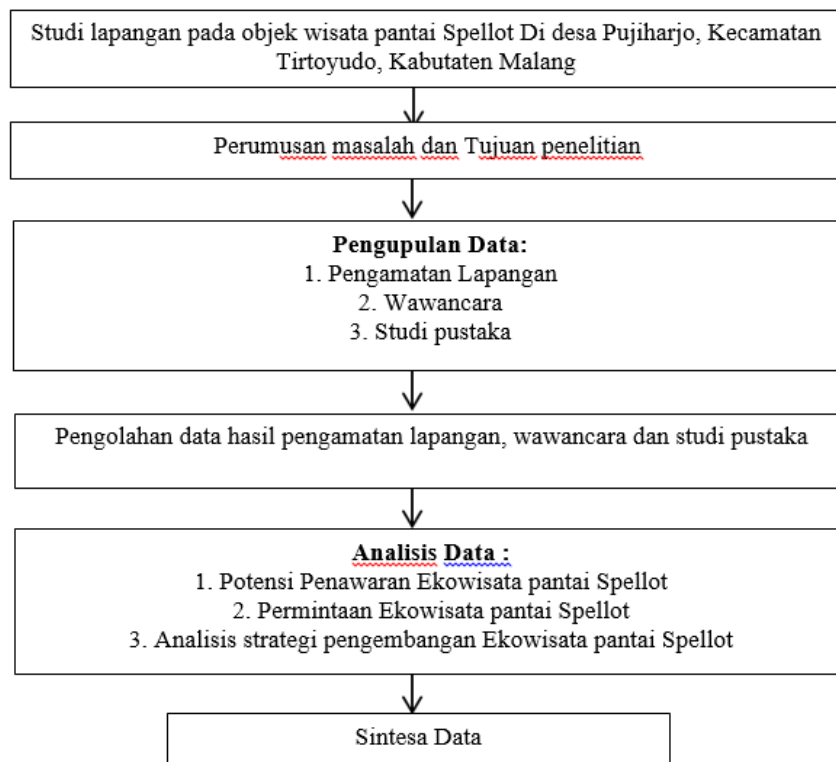 Studi lapangan pada objek wisata pantai Spellot Di desa Pujiharjo, Kecamatan
Tirtoyudo, Kabutaten Malang
Perumusan masalah dan Tujuan penelitian
Pengupulan Data:
1. Pengamatan Lapangan
2. Wawancara
3. Studi pustaka
Pengolahan data hasil pengamatan lapangan, wawancara dan studi pustaka
Analisis Data :
1. Potensi Penawaran Ekowisata pantai Spellot
2. Permintaan Ekowisata pantai Spellot
3. Analisis strategi pengembangan Ekowisata pantai Spellot
Sintesa Data